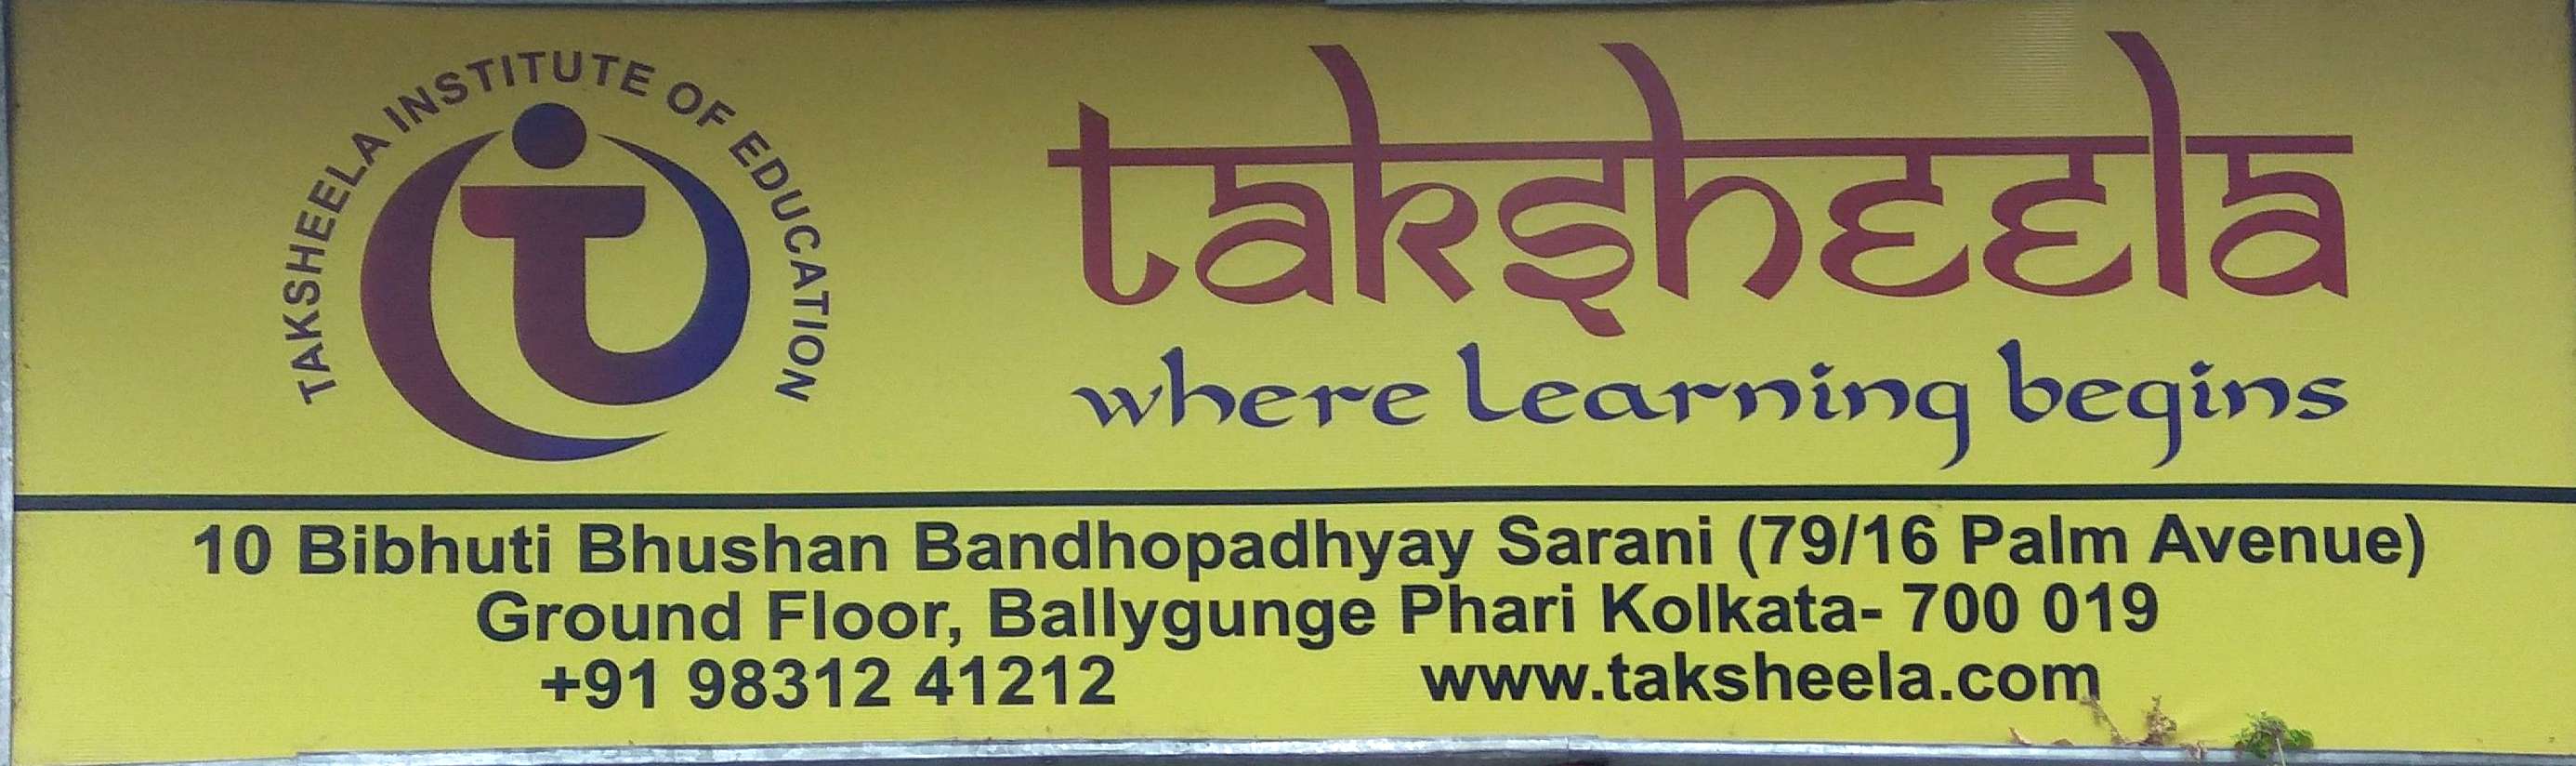 TAKSHEELA INSTITUTE OF EDUCATION
taksheela
where learning begins
10 Bibhuti Bhushan Bandhopadhyay Sarani (79/16 Palm Avenue)
Ground Floor, Ballygunge Phari Kolkata- 700 019
+91 98312 41212 www.taksheela.com